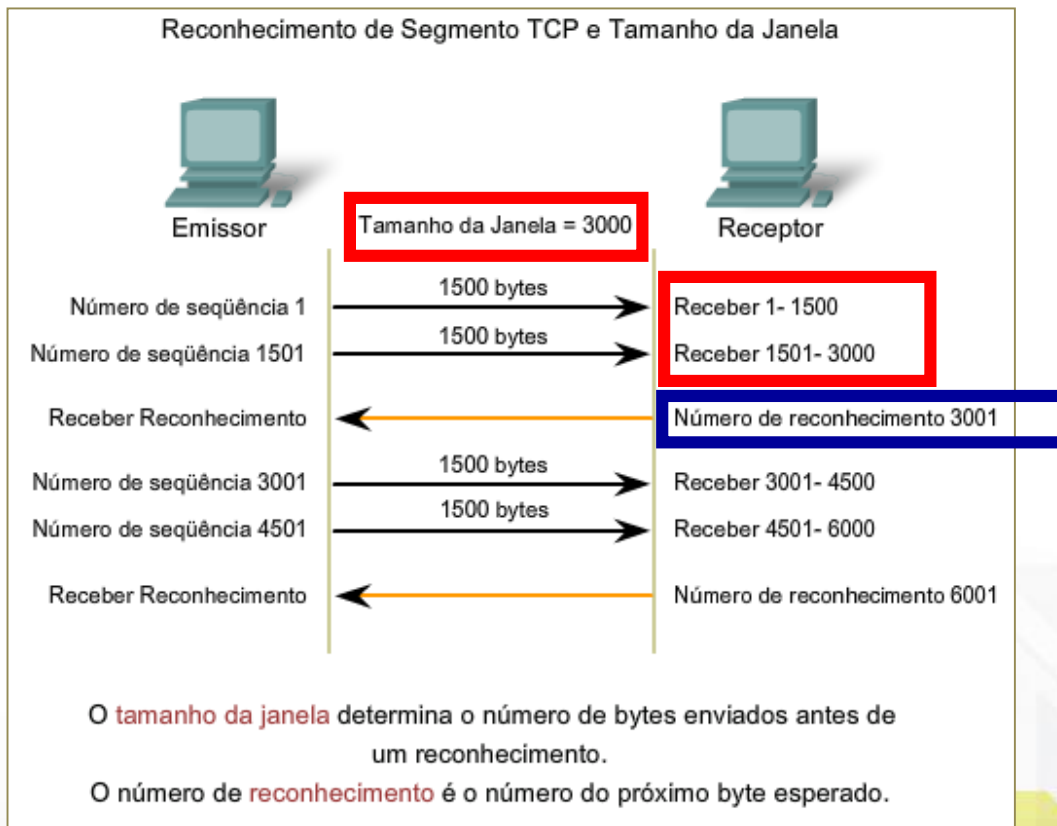 Reconhecimento de Segmento TCP e Tamanho da Janela
Emissor
Tamanho da Janela = 3000
Receptor
Número de seqüência 1
1500 bytes
Receber 1- 1500
Número de seqüência 1501
1500 bytes
Receber 1501- 3000
Receber Reconhecimento
Número de reconhecimento 3001
Número de seqüência 3001
1500 bytes
Receber 3001- 4500
Número de seqüência 4501
1500 bytes
Receber 4501- 6000
Receber Reconhecimento
Número de reconhecimento 6001
O tamanho da janela determina o número de bytes enviados antes de
um reconhecimento.
O número de reconhecimento é o número do próximo byte esperado.